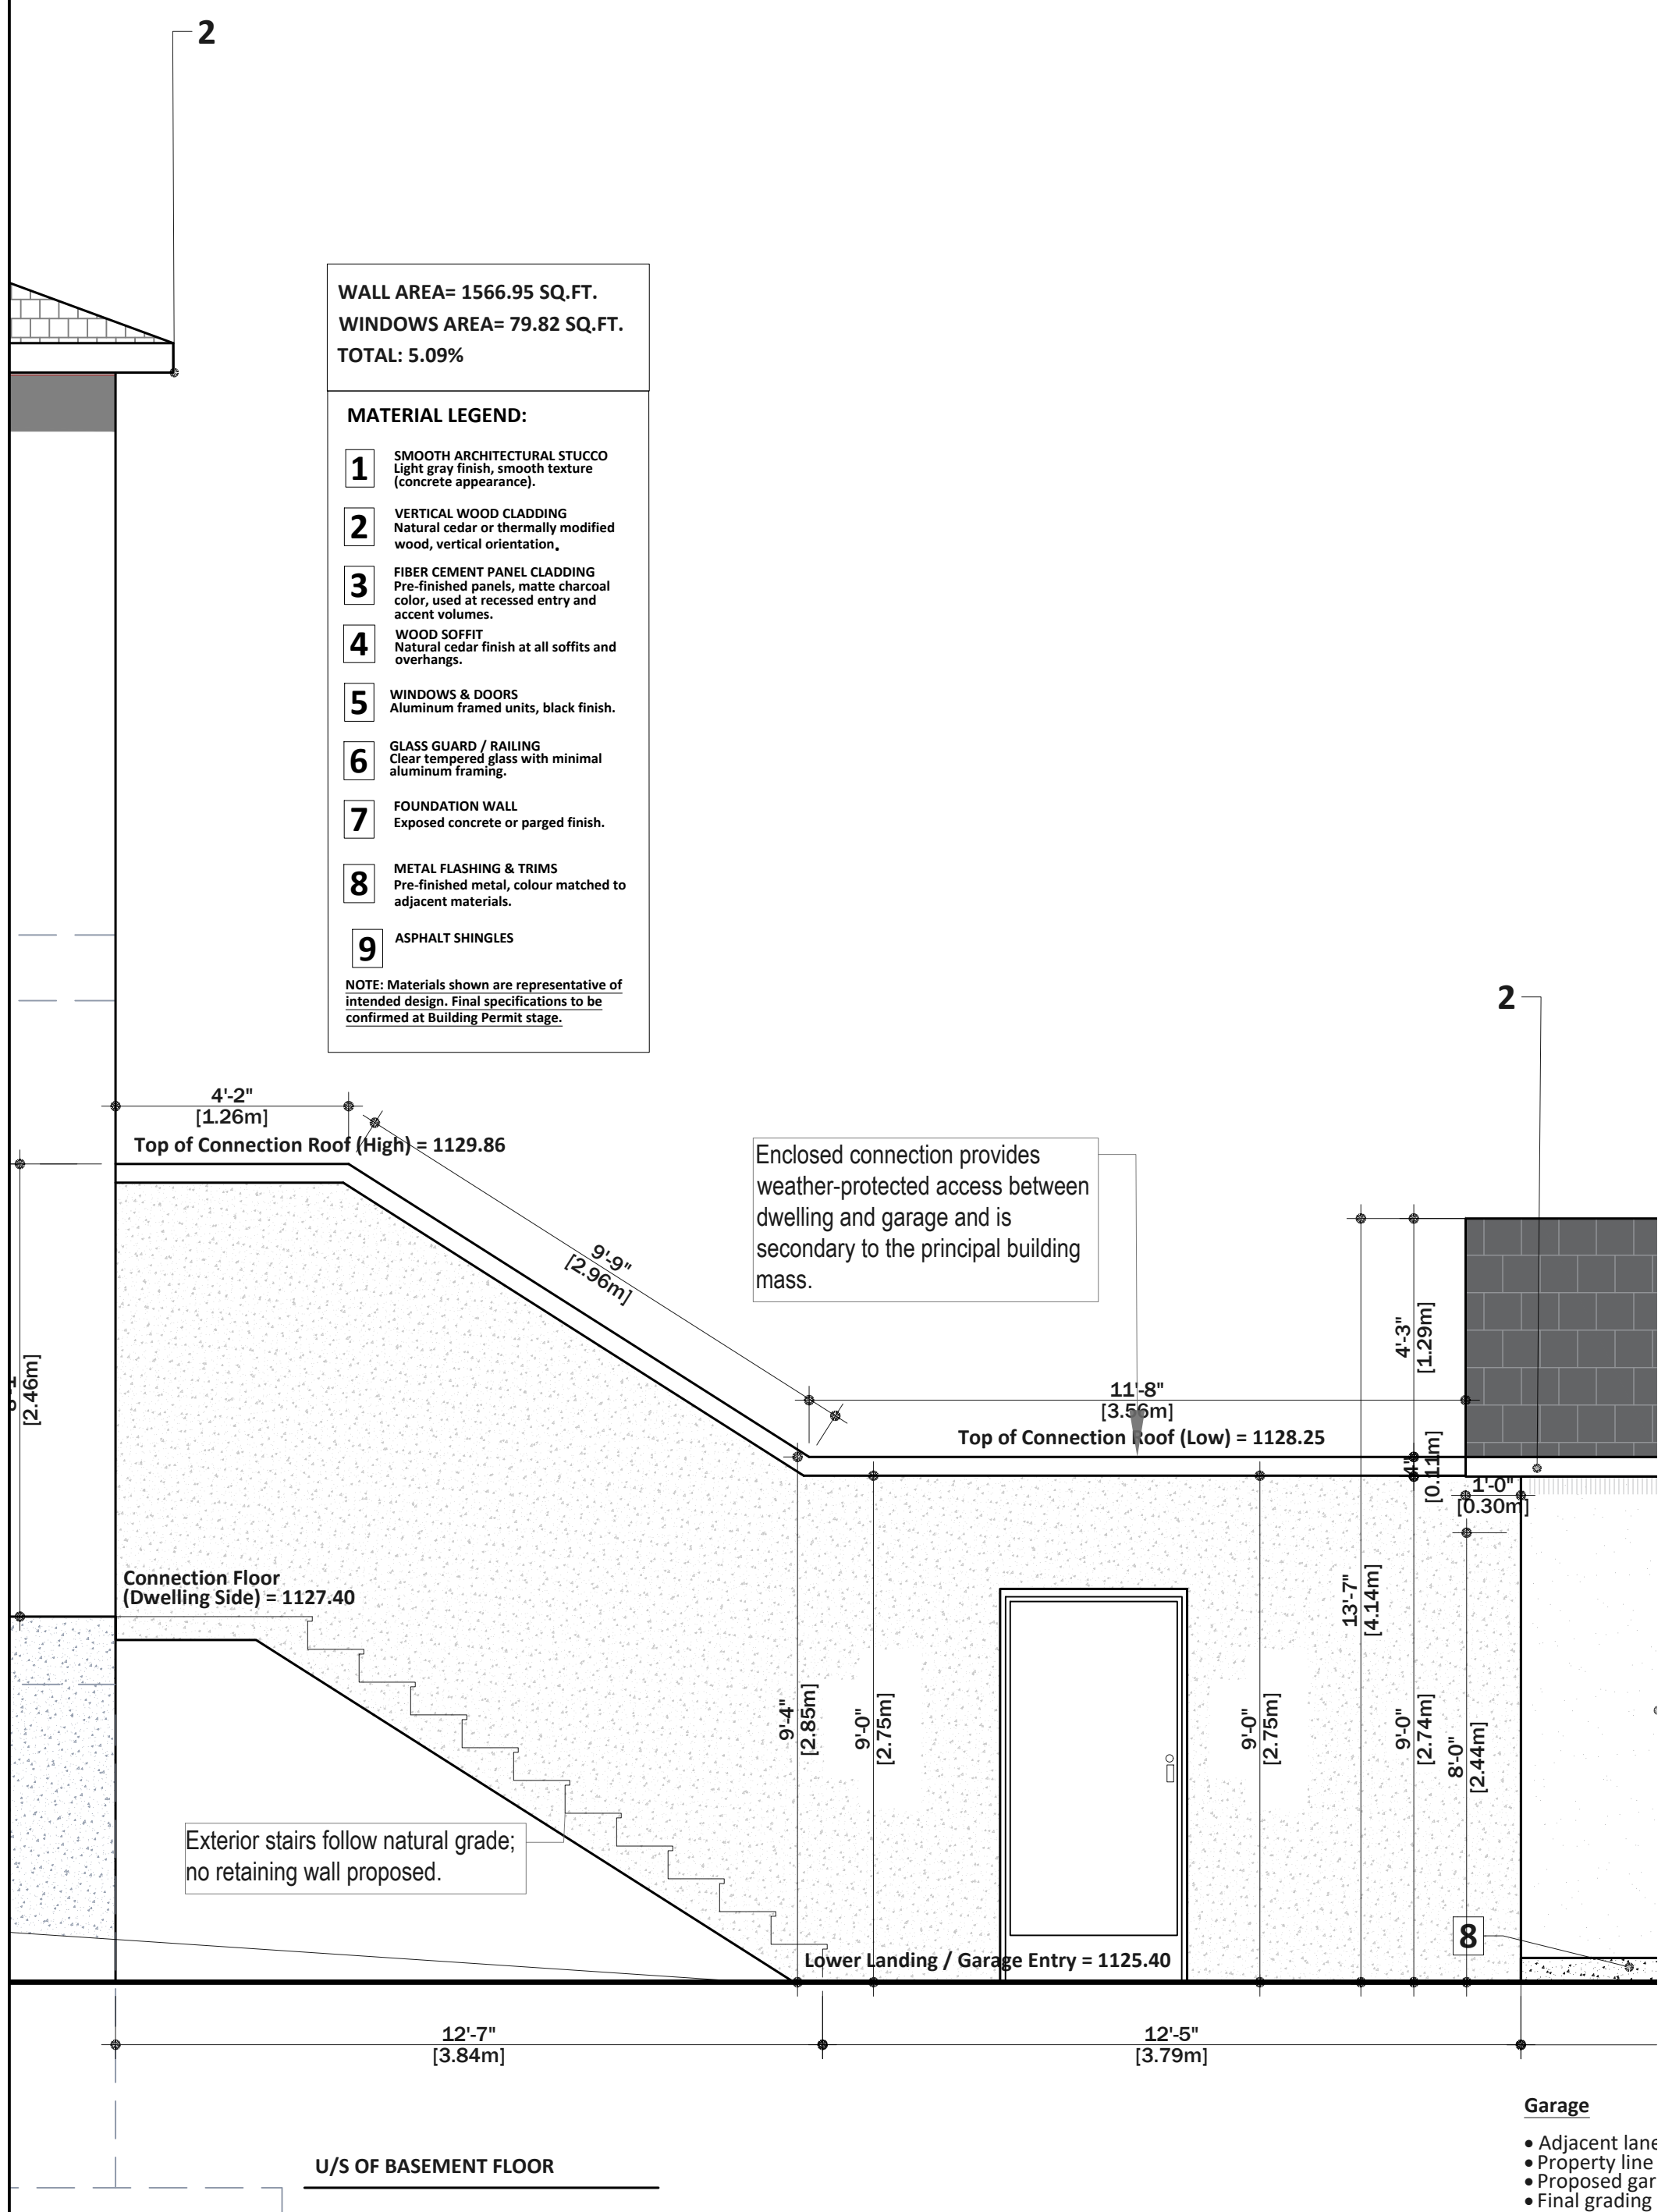 2
WALL AREA= 1566.95 SQ.FT.
WINDOWS AREA= 79.82 SQ.FT.
TOTAL: 5.09%
MATERIAL LEGEND:
1
SMOOTH ARCHITECTURAL STUCCO
Light gray finish, smooth texture
(concrete appearance).
2
VERTICAL WOOD CLADDING
Natural cedar or thermally modified
wood, vertical orientation.
3
FIBER CEMENT PANEL CLADDING
Pre-finished panels, matte charcoal
color, used at recessed entry and
accent volumes.
4
WOOD SOFFIT
Natural cedar finish at all soffits and
overhangs.
5
WINDOWS & DOORS
Aluminum framed units, black finish.
6
GLASS GUARD / RAILING
Clear tempered glass with minimal
aluminum framing.
7
FOUNDATION WALL
Exposed concrete or parged finish.
8
METAL FLASHING & TRIMS
Pre-finished metal, colour matched to
adjacent materials.
9
ASPHALT SHINGLES
NOTE: Materials shown are representative of
intended design. Final specifications to be
confirmed at Building Permit stage.
2
4'-2"
[1.26m]
Top of Connection Roof (High) = 1129.86
Enclosed connection provides
weather-protected access between
dwelling and garage and is
secondary to the principal building
mass.
9'-9"
[2.96m]
4'-3"
[1.29m]
[2.46m]
11'-8"
[3.56m]
Top of Connection Roof (Low) = 1128.25
4"
[0.11m]
1'-0"
[0.30m]
Connection Floor
(Dwelling Side) = 1127.40
13'-7"
[4.14m]
9'-4"
[2.85m]
9'-0"
[2.75m]
9'-0"
[2.75m]
9'-0"
[2.74m]
8'-0"
[2.44m]
Exterior stairs follow natural grade;
no retaining wall proposed.
8
Lower Landing / Garage Entry = 1125.40
12'-7"
[3.84m]
12'-5"
[3.79m]
Garage
• Adjacent lane
• Property line
• Proposed gar
• Final grading
U/S OF BASEMENT FLOOR